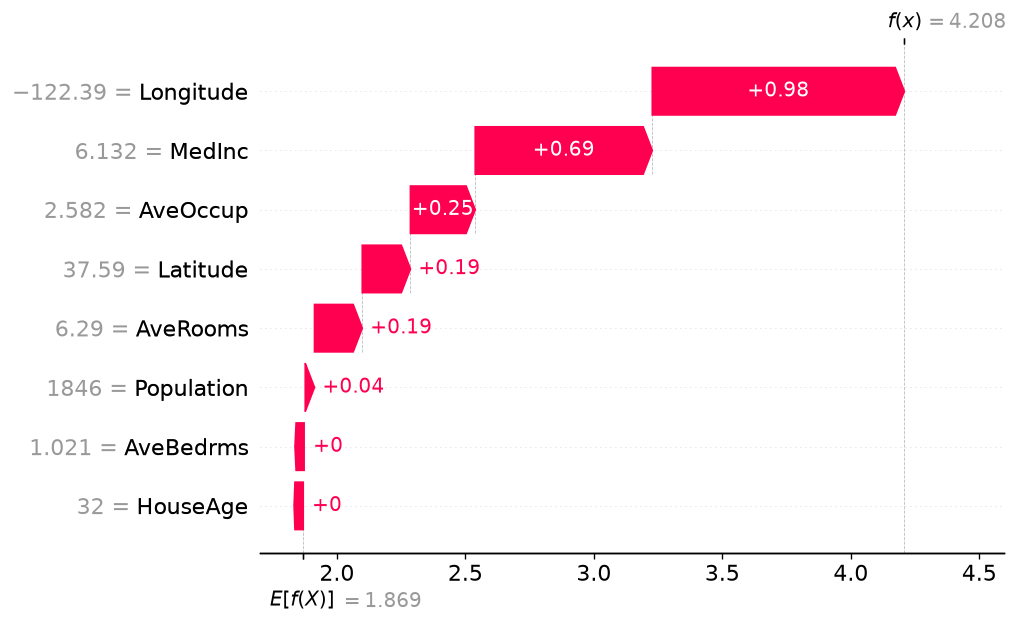 f(x) = 4.208
−122.39 = Longitude +0.98
6.132 = MedInc +0.69
2.582 = AveOccup +0.25
37.59 = Latitude +0.19
6.29 = AveRooms +0.19
1846 = Population +0.04
1.021 = AveBedrms +0
32 = HouseAge +0
2.0 2.5 3.0 3.5 4.0 4.5
E[f(X)] = 1.869